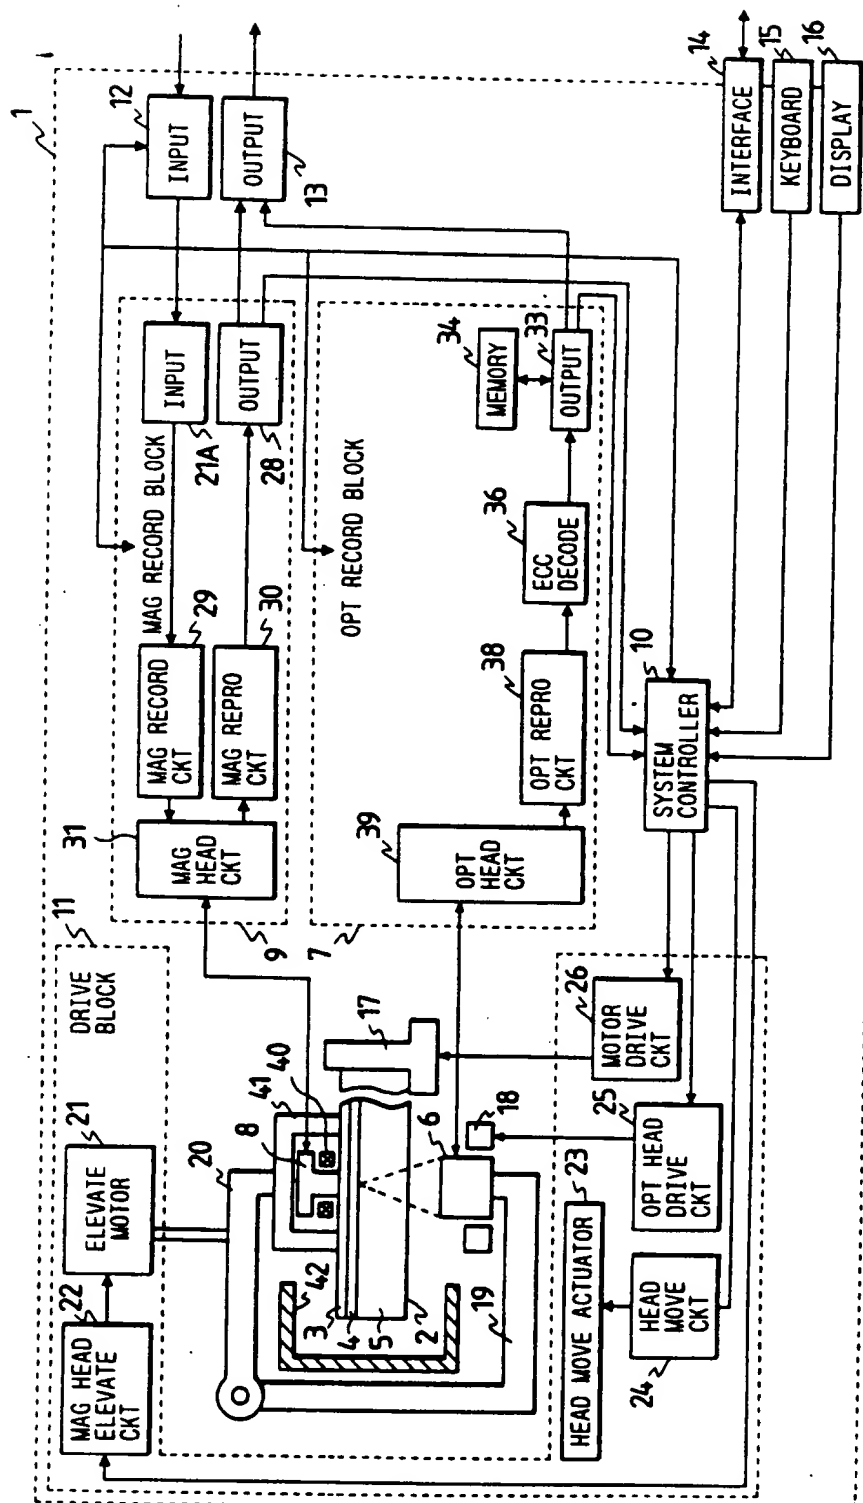 1
12
INPUT
OUTPUT
13
14
INTERFACE
15
KEYBOARD
16
DISPLAY
MAG RECORD BLOCK
INPUT
21A
OUTPUT
28
29
MAG RECORD
CKT
30
MAG REPRO
CKT
31
MAG
HEAD
CKT
9
OPT RECORD BLOCK
34
MEMORY
33
OUTPUT
36
ECC
DECODE
38
OPT REPRO
CKT
39
OPT
HEAD
CKT
7
10
SYSTEM
CONTROLLER
11
DRIVE
BLOCK
21
ELEVATE
MOTOR
22
MAG HEAD
ELEVATE
CKT
20
8
41
40
17
42
3
4
5
2
6
18
19
26
MOTOR
DRIVE
CKT
25
OPT HEAD
DRIVE
CKT
23
HEAD MOVE ACTUATOR
24
HEAD
MOVE
CKT